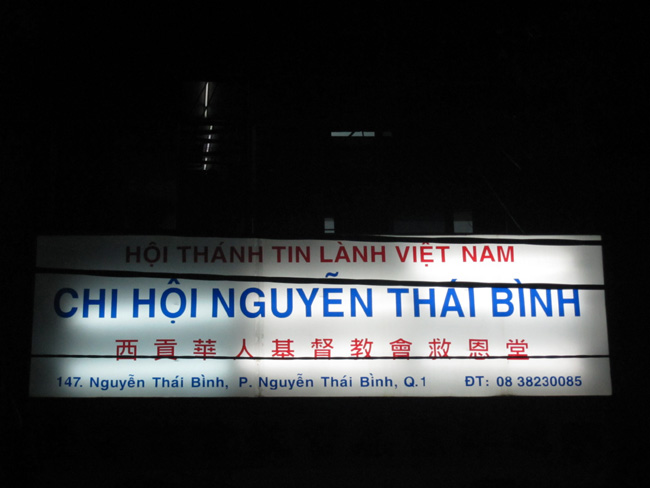 HỘI THÁNH TIN LÀNH VIỆT NAM
CHI HỘI NGUYỄN THÁI BÌNH
西貢華人基督教會救恩堂
147. Nguyễn Thái Bình, P. Nguyễn Thái Bình, Q.1 ĐT: 08 38230085